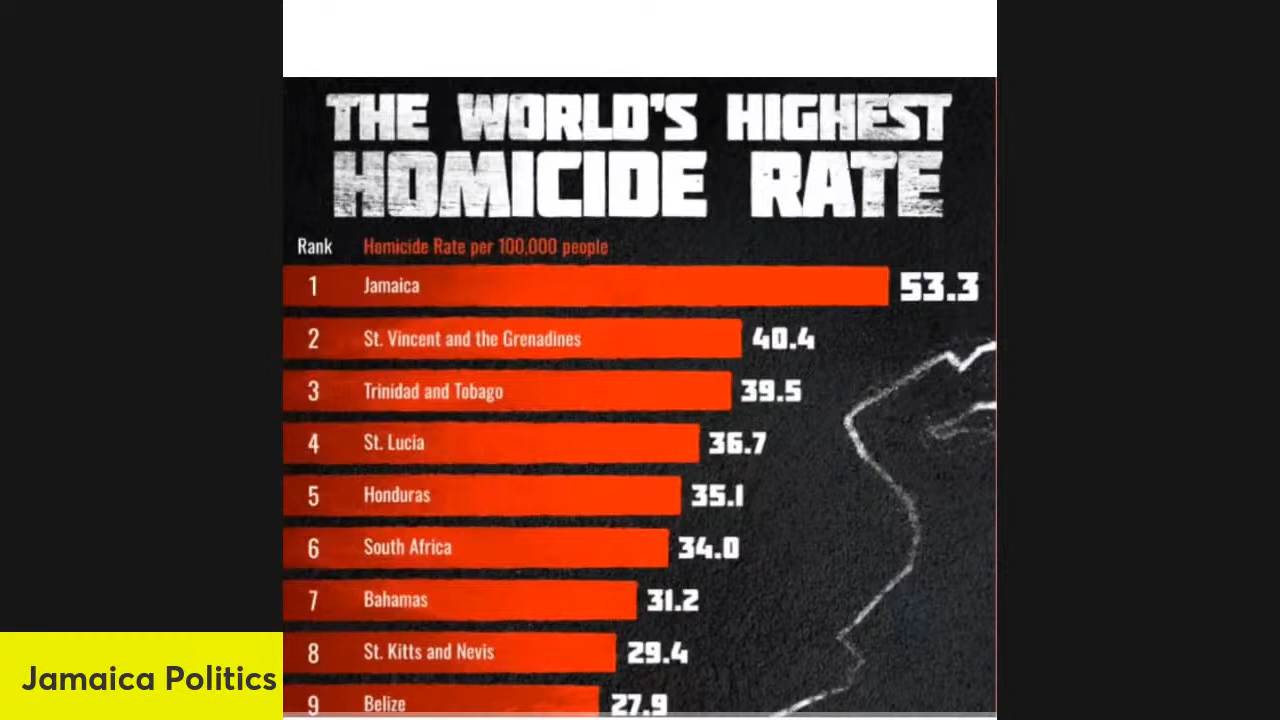 THE WORLD'S HIGHEST
HOMICIDE RATE
Rank Homicide Rate per 100,000 people
1 Jamaica 53.3
2 St. Vincent and the Grenadines 40.4
3 Trinidad and Tobago 39.5
4 St. Lucia 36.7
5 Honduras 35.1
6 South Africa 34.0
7 Bahamas 31.2
8 St. Kitts and Nevis 29.4
9 Belize 27.9
Jamaica Politics